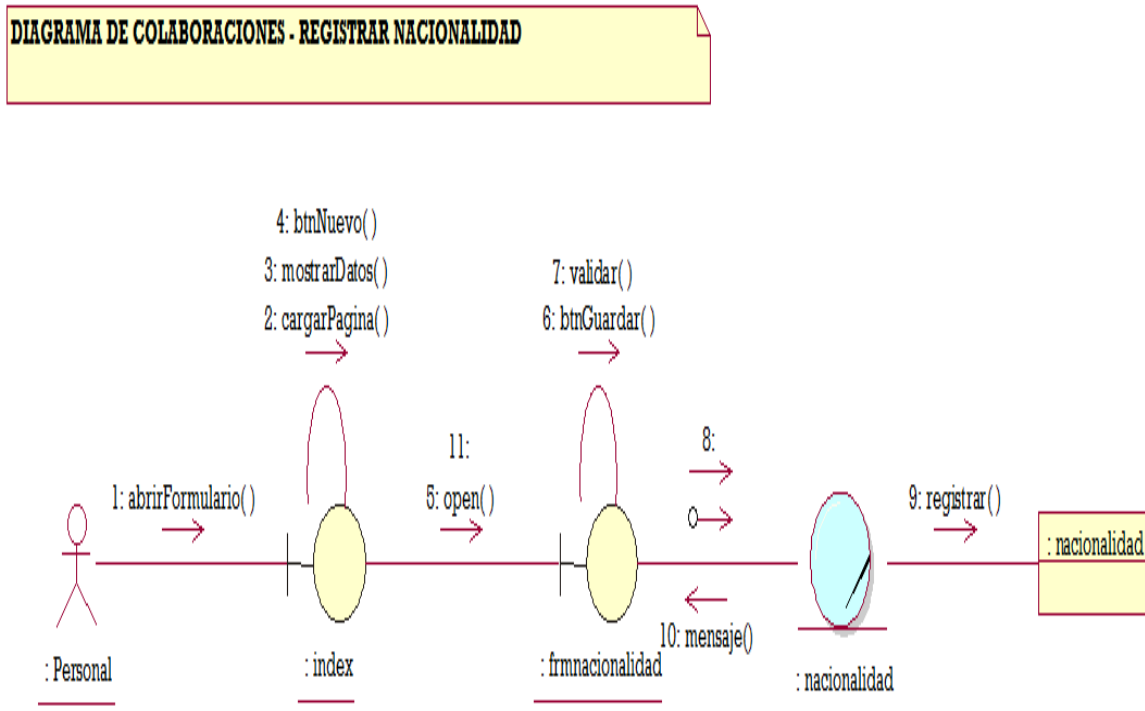 DIAGRAMA DE COLABORACIONES - REGISTRAR NACIONALIDAD
4: btnNuevo( )
3: mostrarDatos( )
2: cargarPagina( )
7: validar( )
6: btnGuardar( )
11:
8:
1: abrirFormulario( )
5: open( )
9: registrar( )
: nacionalidad
10: mensaje()
: Personal
: index
: frmnacionalidad
: nacionalidad